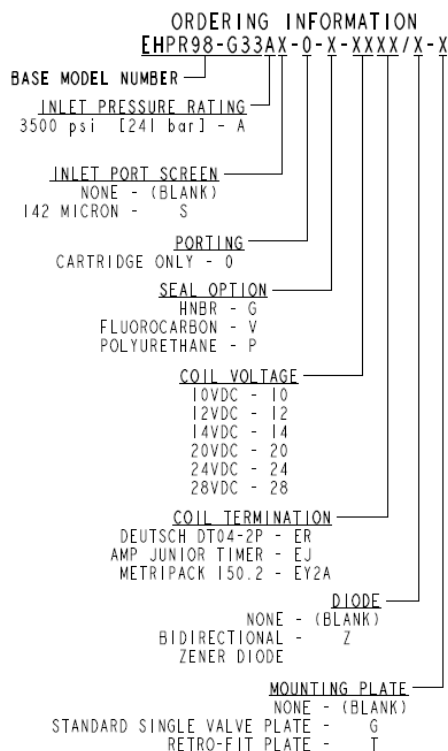 ORDERING INFORMATION
EHPR98-G33AX-0-X-XXXX/X-X
BASE MODEL NUMBER
INLET PRESSURE RATING
3500 psi [241 bar] - A
INLET PORT SCREEN
NONE - (BLANK)
142 MICRON - S
PORTING
CARTRIDGE ONLY - 0
SEAL OPTION
HNBR - G
FLUOROCARBON - V
POLYURETHANE - P
COIL VOLTAGE
10VDC - 10
12VDC - 12
14VDC - 14
20VDC - 20
24VDC - 24
28VDC - 28
COIL TERMINATION
DEUTSCH DT04-2P - ER
AMP JUNIOR TIMER - EJ
METRIPACK 150.2 - EY2A
DIODE
NONE - (BLANK)
BIDIRECTIONAL - Z
ZENER DIODE
MOUNTING PLATE
NONE - (BLANK)
STANDARD SINGLE VALVE PLATE - G
RETRO-FIT PLATE - T